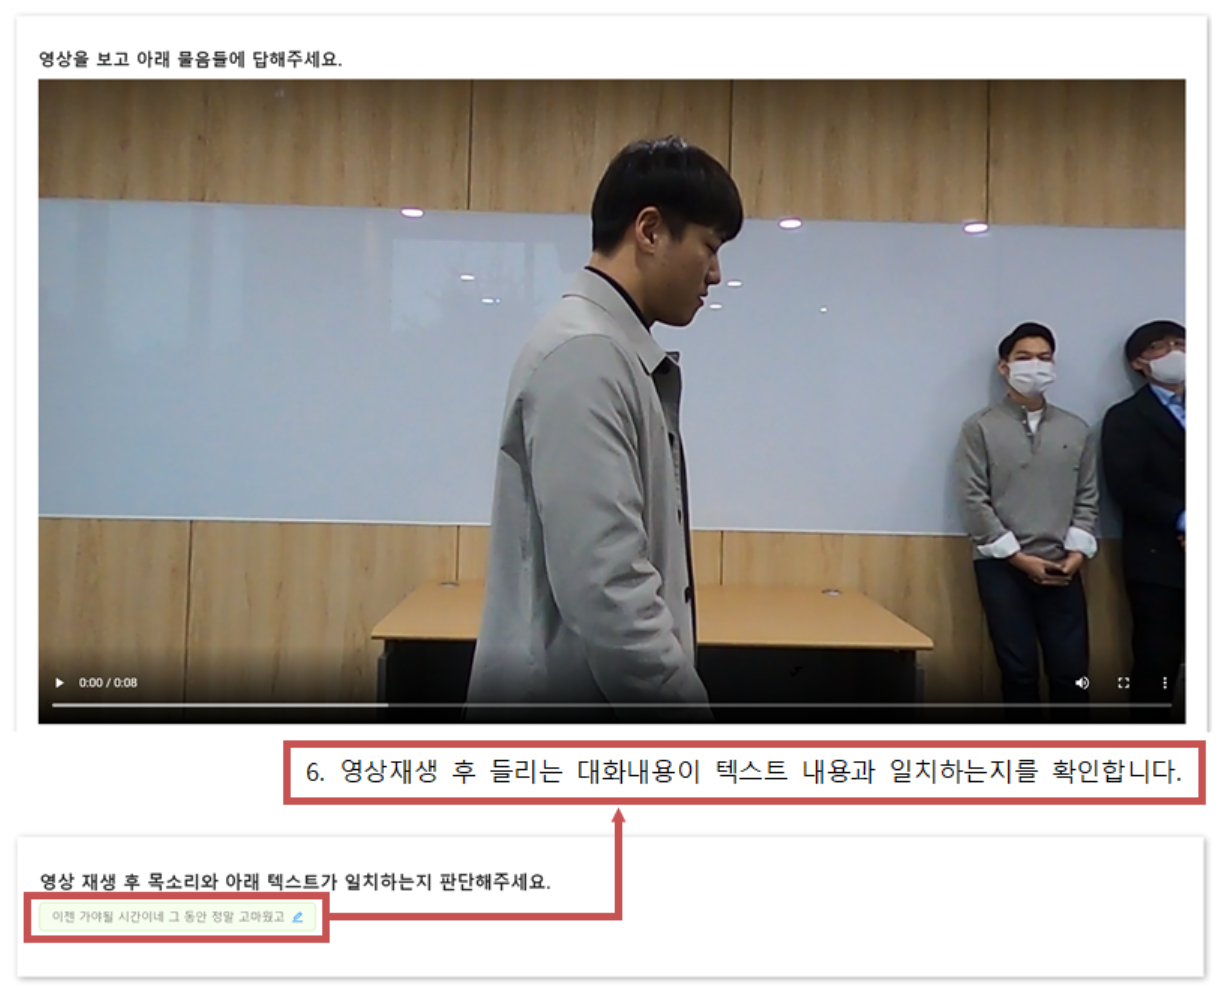 영상을 보고 아래 물음들에 답해주세요.
0:00 / 0:08
6. 영상재생 후 들리는 대화내용이 텍스트 내용과 일치하는지를 확인합니다.
영상 재생 후 목소리와 아래 텍스트가 일치하는지 판단해주세요.
이젠 가야될 시간이네 그 동안 정말 고마웠고